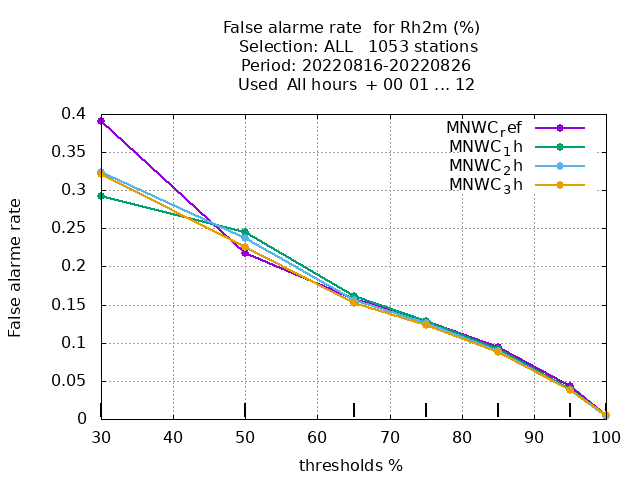 False alarme rate  for Rh2m (%)
Selection: ALL   1053 stations
Period: 20220816-20220826
Used  All hours  + 00 01 ... 12
MNWC_ref
MNWC_1h
MNWC_2h
MNWC_3h
False alarme rate
0.4
0.35
0.3
0.25
0.2
0.15
0.1
0.05
0
30 40 50 60 70 80 90 100
thresholds %